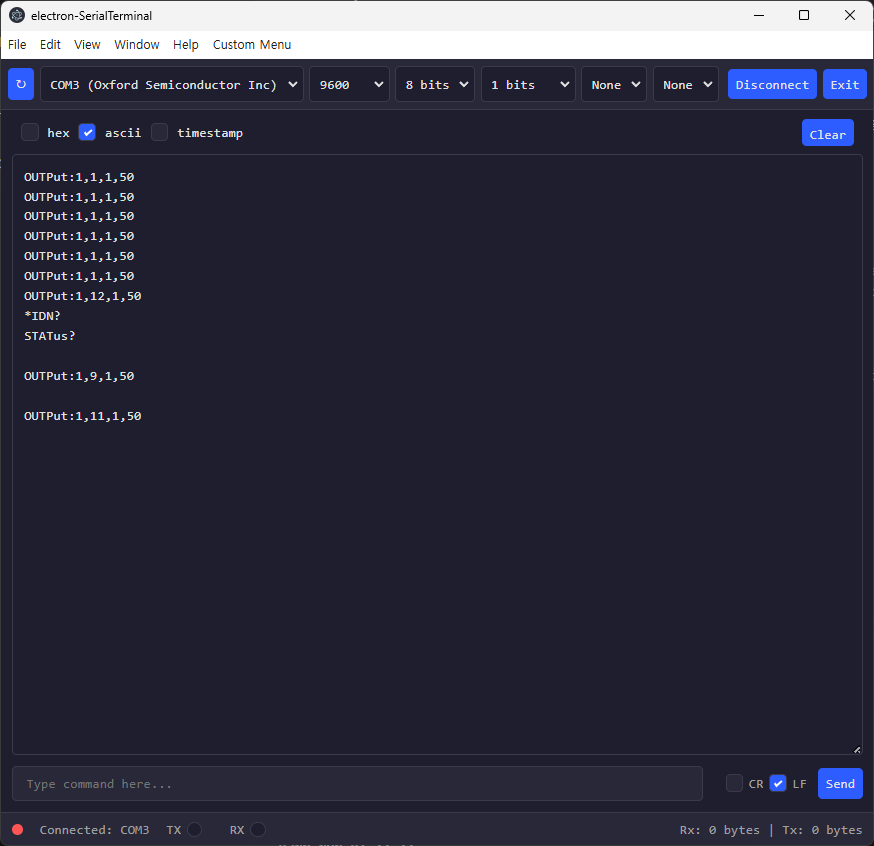 electron-SerialTerminal
File Edit View Window Help Custom Menu
COM3 (Oxford Semiconductor Inc) 9600 8 bits 1 bits None None Disconnect Exit
hex ascii timestamp Clear
OUTPut:1,1,1,50
OUTPut:1,1,1,50
OUTPut:1,1,1,50
OUTPut:1,1,1,50
OUTPut:1,1,1,50
OUTPut:1,1,1,50
OUTPut:1,12,1,50
*IDN?
STATus?
OUTPut:1,9,1,50
OUTPut:1,11,1,50
Type command here... CR LF Send
Connected: COM3 TX RX Rx: 0 bytes | Tx: 0 bytes